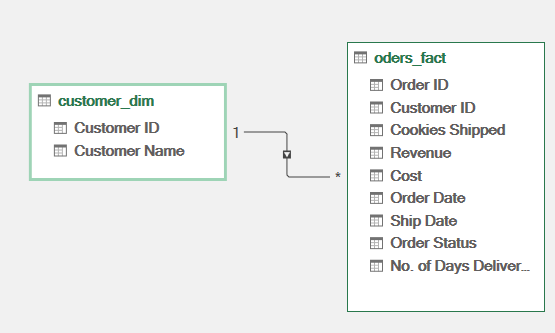 customer_dim
Customer ID
Customer Name
1
*
oders_fact
Order ID
Customer ID
Cookies Shipped
Revenue
Cost
Order Date
Ship Date
Order Status
No. of Days Deliver...